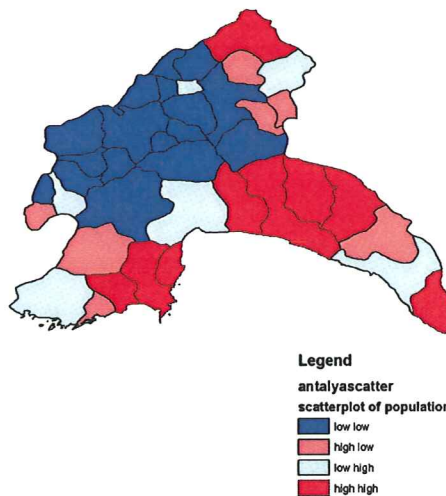 Legend
antalyascatter
scatterplot of population
low low
high low
low high
high high